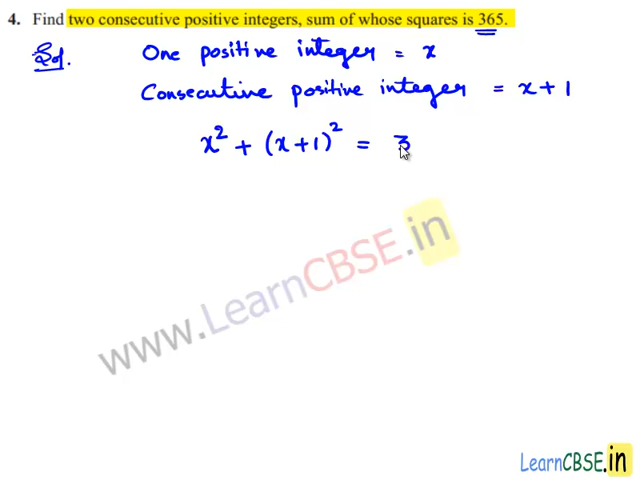 4. Find two consecutive positive integers, sum of whose squares is 365.
Sol. One positive integer = x
Consecutive positive integer = x + 1
x² + (x + 1)² = 3
www.LearnCBSE.in
LearnCBSE.in